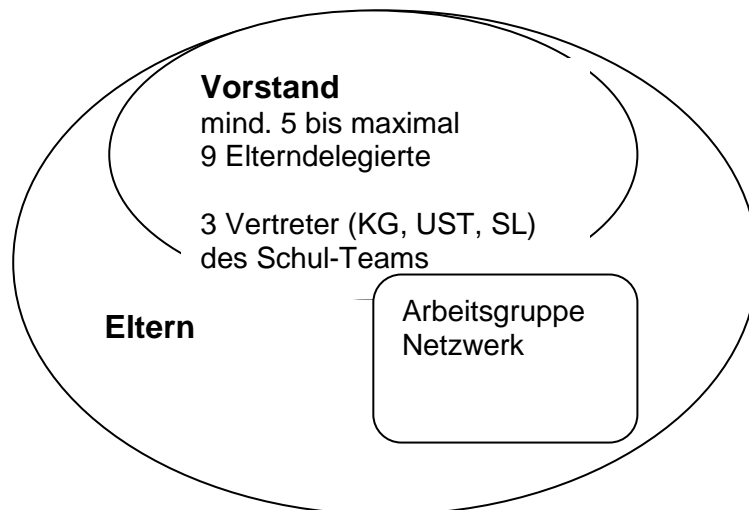 Vorstand
mind. 5 bis maximal
9 Elterndelegierte
3 Vertreter (KG, UST, SL)
des Schul-Teams
Eltern
Arbeitsgruppe
Netzwerk